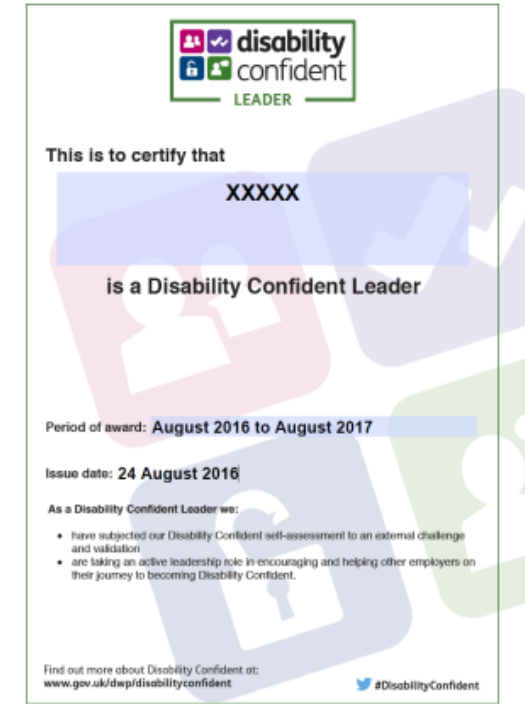 disability
confident
LEADER
This is to certify that
XXXXX
is a Disability Confident Leader
Period of award: August 2016 to August 2017
Issue date: 24 August 2016
As a Disability Confident Leader we:
• have subjected our Disability Confident self-assessment to an external challenge
and validation
• are taking an active leadership role in encouraging and helping other employers on
their journey to becoming Disability Confident.
Find out more about Disability Confident at:
www.gov.uk/dwp/disabilityconfident
#DisabilityConfident